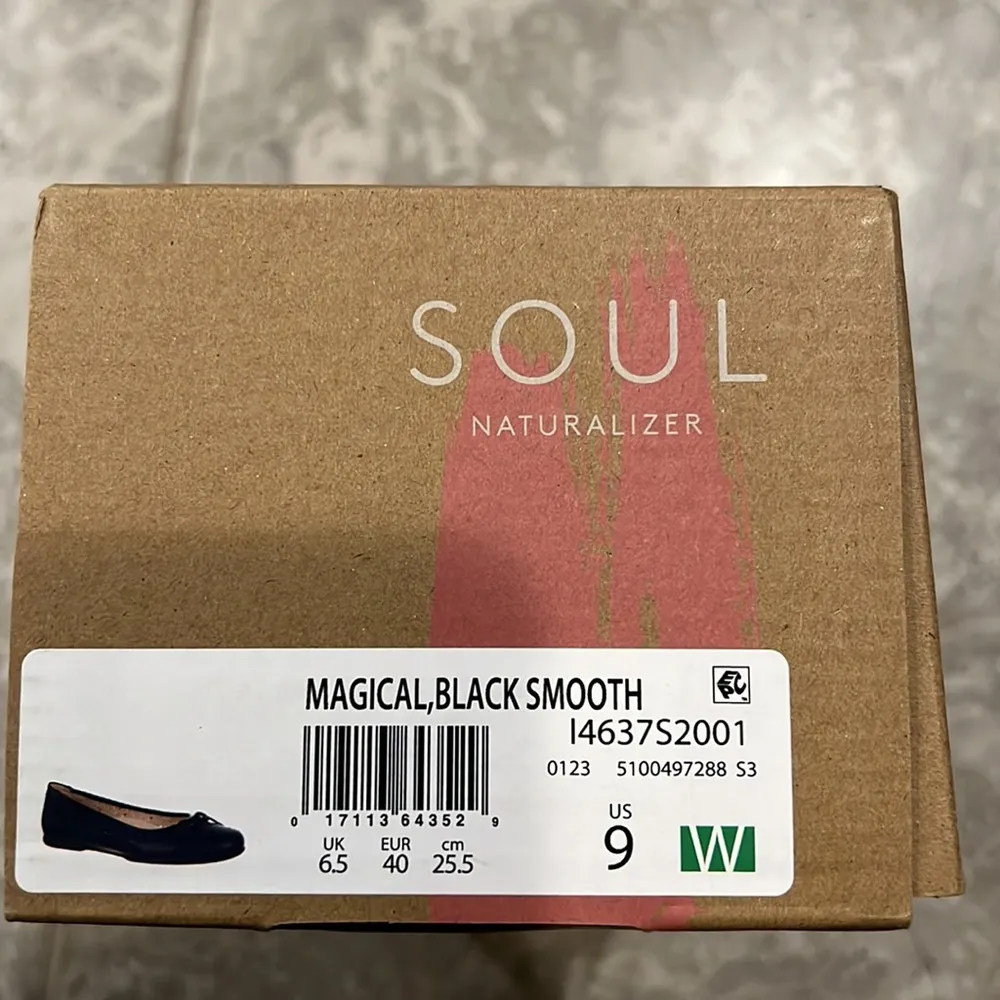 SOUL
NATURALIZER
MAGICAL,BLACK SMOOTH
I4637S2001
0123 5100497288 S3
0 17113 64352 9
UK EUR cm
6.5 40 25.5
US
9 W